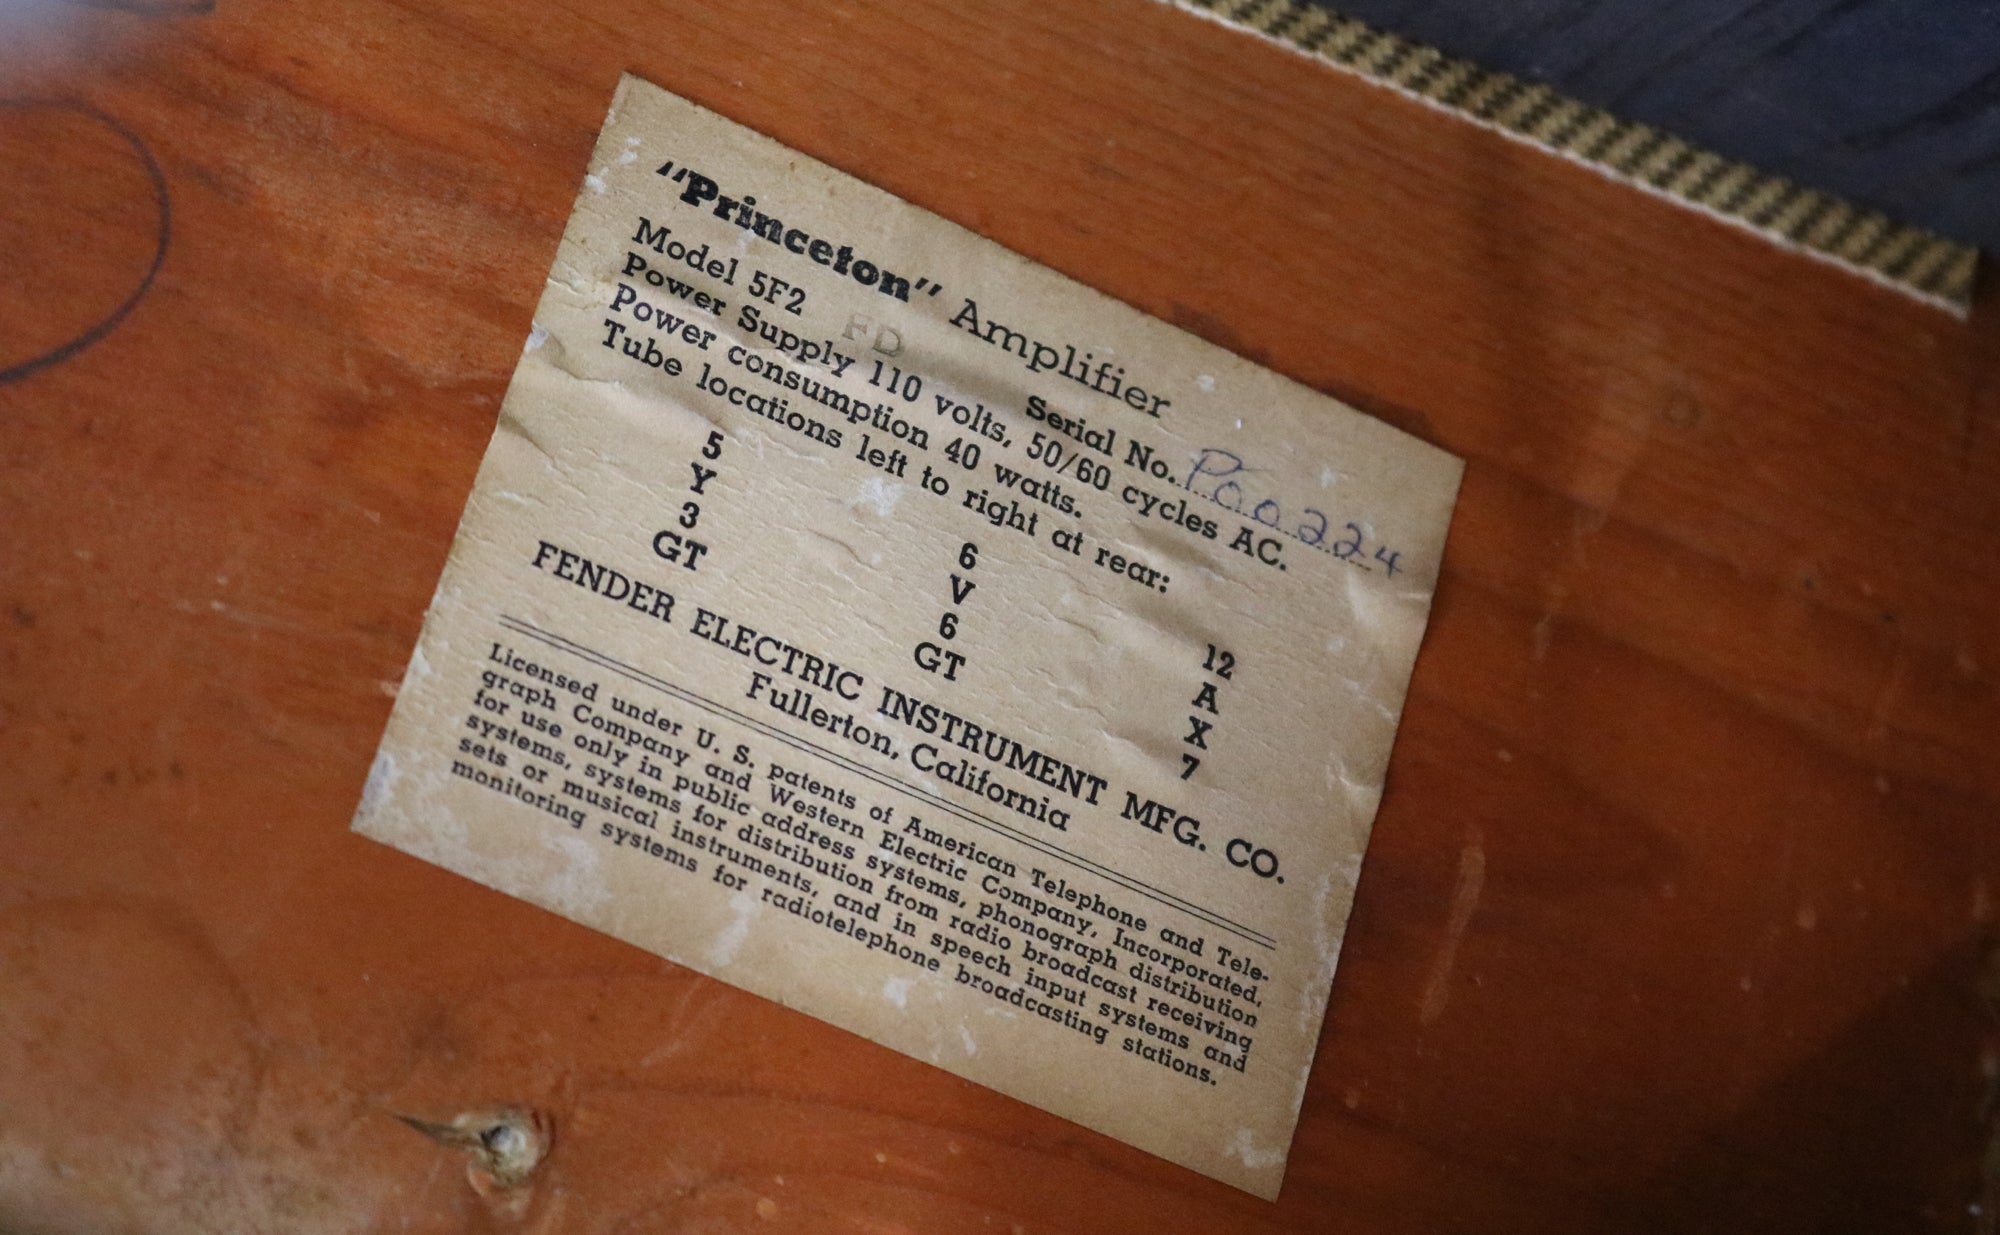 "Princeton" Amplifier
Model 5F2
FD
Serial No. P00224
Power Supply 110 volts, 50/60 cycles AC.
Power consumption 40 watts.
Tube locations left to right at rear:
5 6 12
Y V A
3 6 X
GT GT 7
FENDER ELECTRIC INSTRUMENT MFG. CO.
Fullerton, California
Licensed under U. S. patents of American Telephone and Tele-
graph Company and Western Electric Company, Incorporated,
for use only in public address systems, phonograph distribution
systems, systems for distribution from radio broadcast receiving
sets or musical instruments, and in speech input systems and
monitoring systems for radiotelephone broadcasting stations.